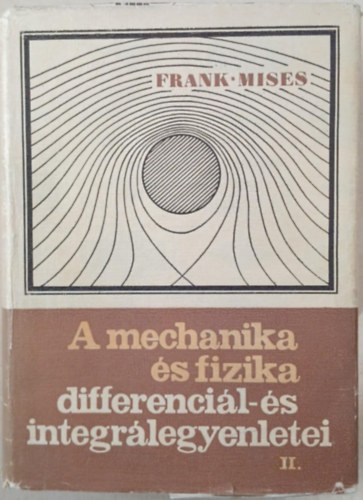 FRANK·MISES
A mechanika
és fizika
differenciál-és
integrálegyenletei
II.